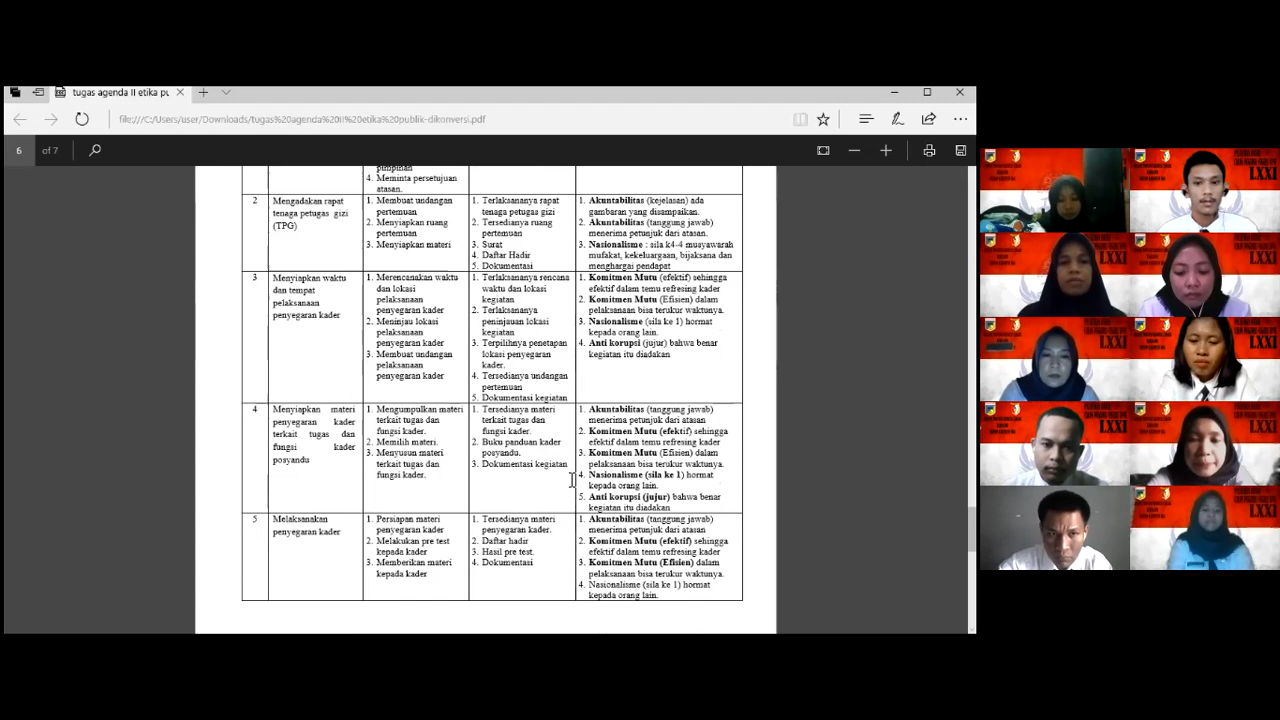 tugas agenda II etika pu
file:///C:/Users/user/Downloads/tugas%20agenda%20II%20etika%20publik-dikonversi.pdf
6 of 7
pimpinan
4. Meminta persetujuan
atasan.
2
Mengadakan rapat
tenaga petugas gizi
(TPG)
1. Membuat undangan
pertemuan
2. Menyiapkan ruang
pertemuan
3. Menyiapkan materi
1. Terlaksananya rapat
tenaga petugas gizi
2. Tersedianya ruang
pertemuan
3. Surat
4. Daftar Hadir
5. Dokumentasi
1. Akuntabilitas (kejelasan) ada
gambaran yang disampaikan.
2. Akuntabilitas (tanggung jawab)
menerima petunjuk dari atasan.
3. Nasionalisme : sila k4-4 musyawarah
mufakat, kekeluargaan, bijaksana dan
menghargai pendapat
3
Menyiapkan waktu
dan tempat
pelaksanaan
penyegaran kader
1. Merencanakan waktu
dan lokasi
pelaksanaan
penyegaran kader
2. Meninjau lokasi
pelaksanaan
penyegaran kader
3. Membuat undangan
pelaksanaan
penyegaran kader
1. Terlaksananya rencana
waktu dan lokasi
kegiatan
2. Terlaksananya
peninjauan lokasi
kegiatan
3. Terpilihnya penetapan
lokasi penyegaran
kader.
4. Tersedianya undangan
pertemuan
5. Dokumentasi kegiatan
1. Komitmen Mutu (efektif) sehingga
efektif dalam temu refresing kader
2. Komitmen Mutu (Efisien) dalam
pelaksanaan bisa terukur waktunya.
3. Nasionalisme (sila ke 1) hormat
kepada orang lain.
4. Anti korupsi (jujur) bahwa benar
kegiatan itu diadakan
4
Menyiapkan materi
penyegaran kader
terkait tugas dan
fungsi kader
posyandu
1. Mengumpulkan materi
terkait tugas dan
fungsi kader.
2. Memilih materi.
3. Menyusun materi
terkait tugas dan
fungsi kader.
1. Tersedianya materi
terkait tugas dan
fungsi kader.
2. Buku panduan kader
posyandu.
3. Dokumentasi kegiatan
1. Akuntabilitas (tanggung jawab)
menerima petunjuk dari atasan
2. Komitmen Mutu (efektif) sehingga
efektif dalam temu refresing kader
3. Komitmen Mutu (Efisien) dalam
pelaksanaan bisa terukur waktunya.
4. Nasionalisme (sila ke 1) hormat
kepada orang lain.
5. Anti korupsi (jujur) bahwa benar
kegiatan itu diadakan
5
Melaksanakan
penyegaran kader
1. Persiapan materi
penyegaran kader
2. Melakukan pre test
kepada kader
3. Memberikan materi
kepada kader
1. Tersedianya materi
penyegaran kader.
2. Daftar hadir
3. Hasil pre test.
4. Dokumentasi
1. Akuntabilitas (tanggung jawab)
menerima petunjuk dari atasan
2. Komitmen Mutu (efektif) sehingga
efektif dalam temu refresing kader
3. Komitmen Mutu (Efisien) dalam
pelaksanaan bisa terukur waktunya.
4. Nasionalisme (sila ke 1) hormat
kepada orang lain.
LXXI
LXXI
LXXI
LXXI